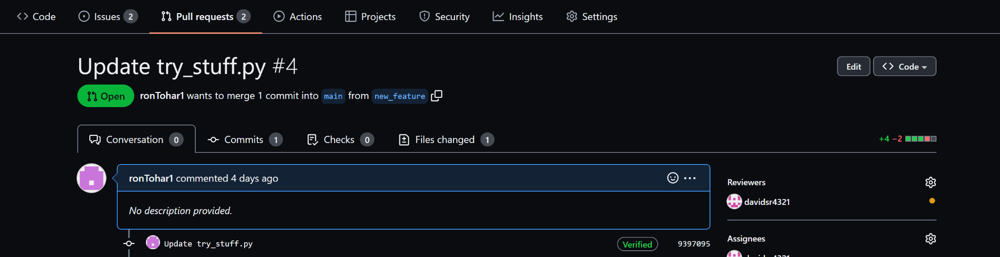 Code Issues 2 Pull requests 2 Actions Projects Security Insights Settings
Update try_stuff.py #4
Edit Code
Open ronTohar1 wants to merge 1 commit into main from new_feature
Conversation 0 Commits 1 Checks 0 Files changed 1
+4 −2
ronTohar1 commented 4 days ago
No description provided.
Update try_stuff.py Verified 9397095
Reviewers
davidsr4321
Assignees